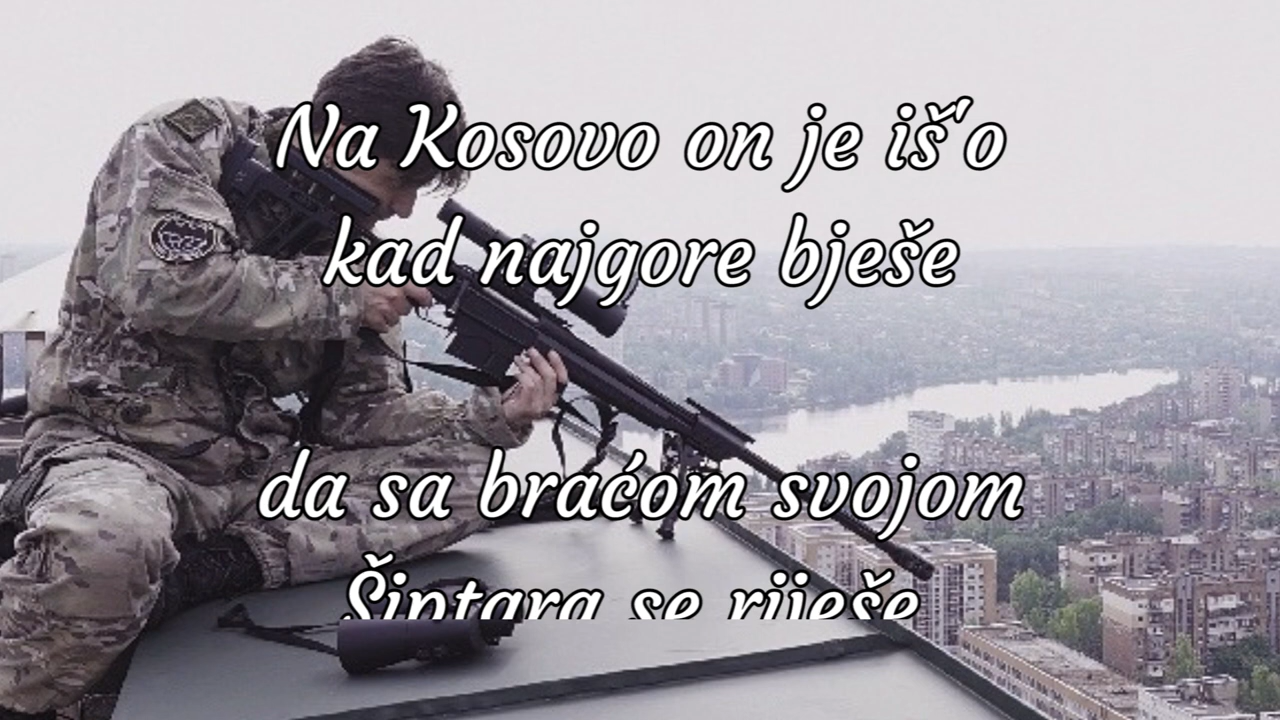 Na Kosovo on je iš'o
kad najgore bješe
da sa braćom svojom
Šiptara se riješe